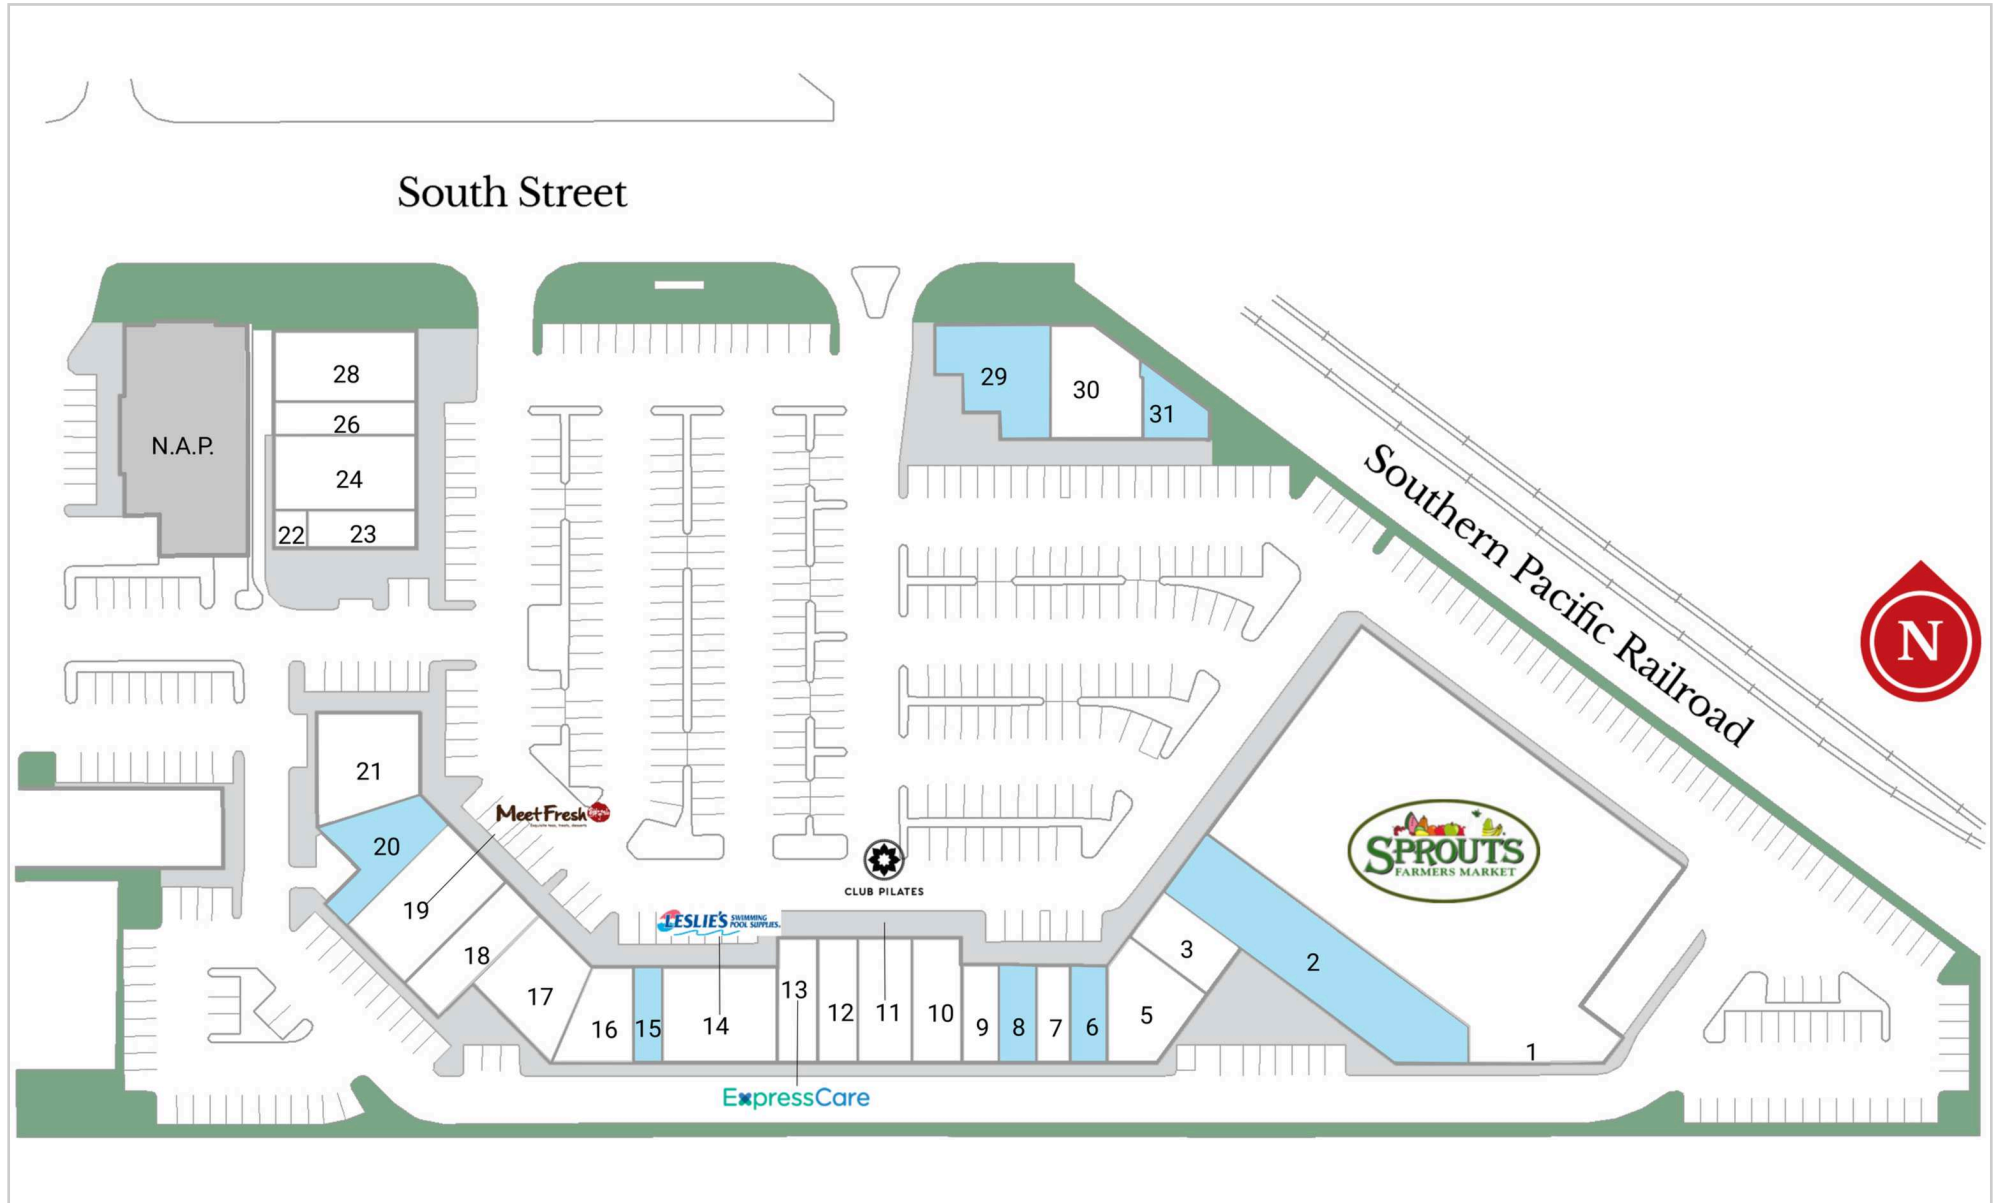 South Street
28
26
24
22
23
N.A.P.
29
30
31
Southern Pacific Railroad
N
21
20
19
18
17
16
15
14
13
12
11
10
9
8
7
6
5
3
2
1
Meet Fresh
CLUB PILATES
LESLIE'S SWIMMING
POOL SUPPLIES.
SPROUTS
FARMERS MARKET
ExpressCare